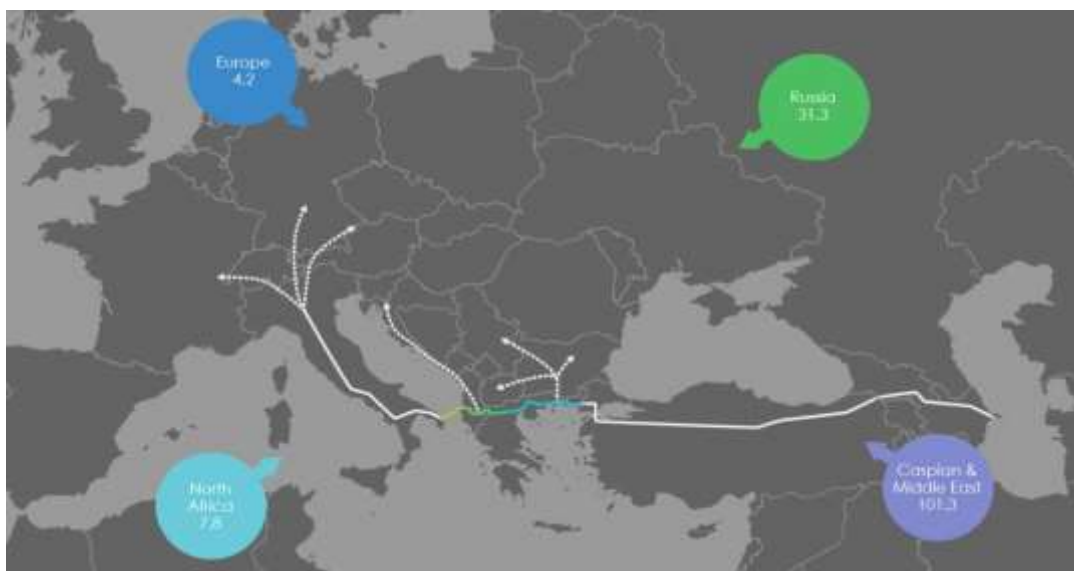 Europe
4.2
Russia
31.3
North
Africa
7.8
Caspian &
Middle East
101.3